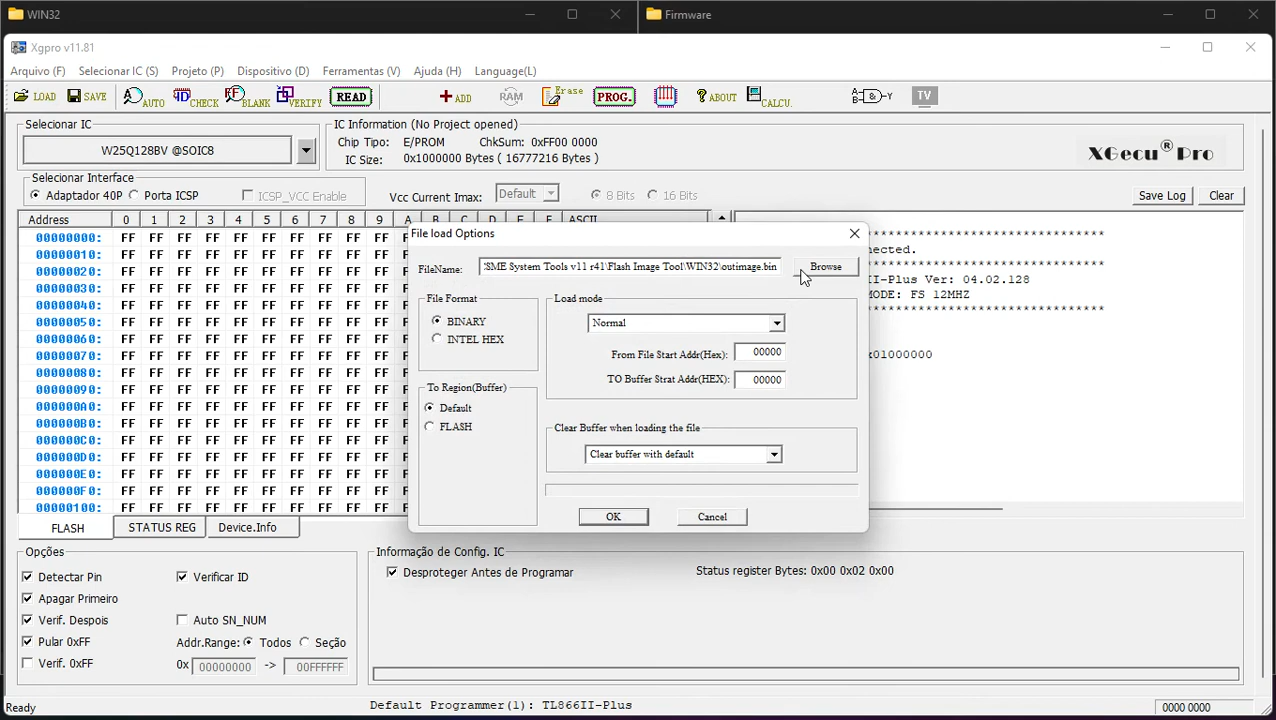 WIN32
Firmware
Xgpro v11.81
Arquivo (F) Selecionar IC (S) Projeto (P) Dispositivo (D) Ferramentas (V) Ajuda (H) Language(L)
LOAD SAVE AUTO ID CHECK FF BLANK VERIFY READ ADD RAM Erase PROG. ABOUT CALCU. A B & Y TV
Selecionar IC
W25Q128BV @SOIC8
IC Information (No Project opened)
Chip Tipo: E/PROM ChkSum: 0xFF00 0000
IC Size: 0x1000000 Bytes ( 16777216 Bytes )
XGecu® Pro
Selecionar Interface
Adaptador 40P Porta ICSP ICSP_VCC Enable
Vcc Current Imax: Default 8 Bits 16 Bits
Save Log Clear
Address 0 1 2 3 4 5 6 7 8 9 A B C D E F ASCII
00000000: FF FF FF FF FF FF FF FF FF FF
00000010: FF FF FF FF FF FF FF FF FF FF
00000020: FF FF FF FF FF FF FF FF FF FF
00000030: FF FF FF FF FF FF FF FF FF FF
00000040: FF FF FF FF FF FF FF FF FF FF
00000050: FF FF FF FF FF FF FF FF FF FF
00000060: FF FF FF FF FF FF FF FF FF FF
00000070: FF FF FF FF FF FF FF FF FF FF
00000080: FF FF FF FF FF FF FF FF FF FF
00000090: FF FF FF FF FF FF FF FF FF FF
000000A0: FF FF FF FF FF FF FF FF FF FF
000000B0: FF FF FF FF FF FF FF FF FF FF
000000C0: FF FF FF FF FF FF FF FF FF FF
000000D0: FF FF FF FF FF FF FF FF FF FF
000000E0: FF FF FF FF FF FF FF FF FF FF
000000F0: FF FF FF FF FF FF FF FF FF FF
00000100: FF FF FF FF FF FF FF FF FF FF
*****************************
nected.
*****************************
II-Plus Ver: 04.02.128
MODE: FS 12MHZ
*****************************
x01000000
File load Options
FileName: SME System Tools v11 r41\Flash Image Tool\WIN32\outimage.bin Browse
File Format
BINARY
INTEL HEX
Load mode
Normal
From File Start Addr(Hex): 00000
TO Buffer Strat Addr(HEX): 00000
To Region(Buffer)
Default
FLASH
Clear Buffer when loading the file
Clear buffer with default
OK Cancel
FLASH STATUS REG Device.Info
Opções
Detectar Pin Verificar ID
Apagar Primeiro
Verif. Despois Auto SN_NUM
Pular 0xFF Addr.Range: Todos Seção
Verif. 0xFF 0x 00000000 -> 00FFFFFF
Informação de Config. IC
Desproteger Antes de Programar
Status register Bytes: 0x00 0x02 0x00
Ready
Default Programmer(1): TL866II-Plus
0000 0000